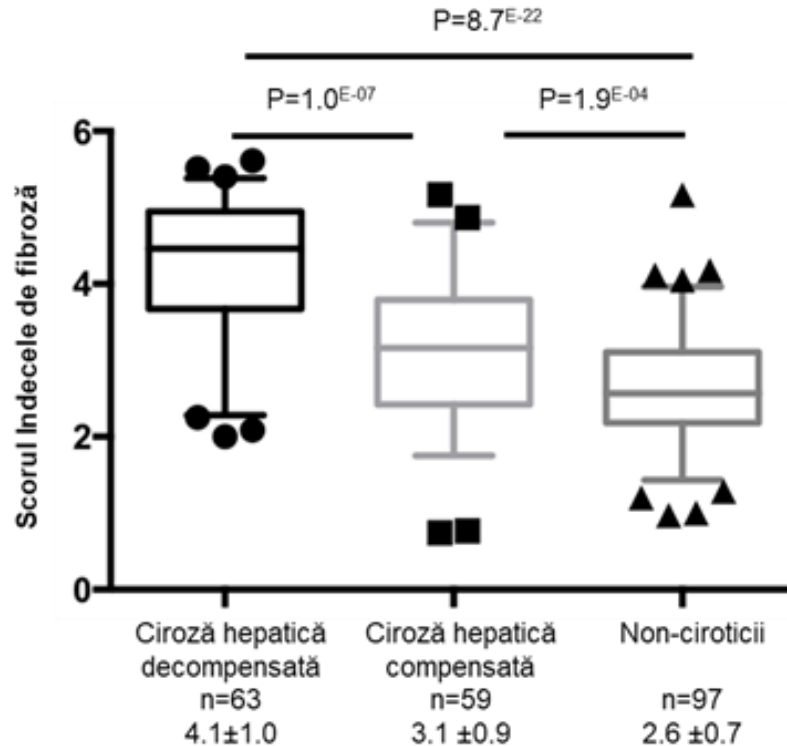 P=8.7E-22
P=1.0E-07
P=1.9E-04
6
4
2
0
Scorul Indecele de fibroză
Ciroză hepatică
decompensată
n=63
4.1±1.0
Ciroză hepatică
compensată
n=59
3.1 ±0.9
Non-ciroticii
n=97
2.6 ±0.7